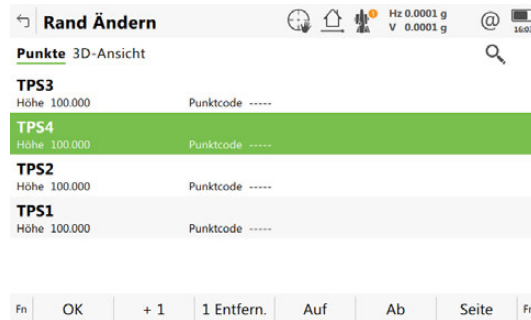 Rand Ändern
Hz 0.0001 g
V 0.0001 g
@
Punkte 3D-Ansicht
TPS3
Höhe 100.000 Punktcode -----
TPS4
Höhe 100.000 Punktcode -----
TPS2
Höhe 100.000 Punktcode -----
TPS1
Höhe 100.000 Punktcode -----
Fn OK + 1 1 Entfern. Auf Ab Seite